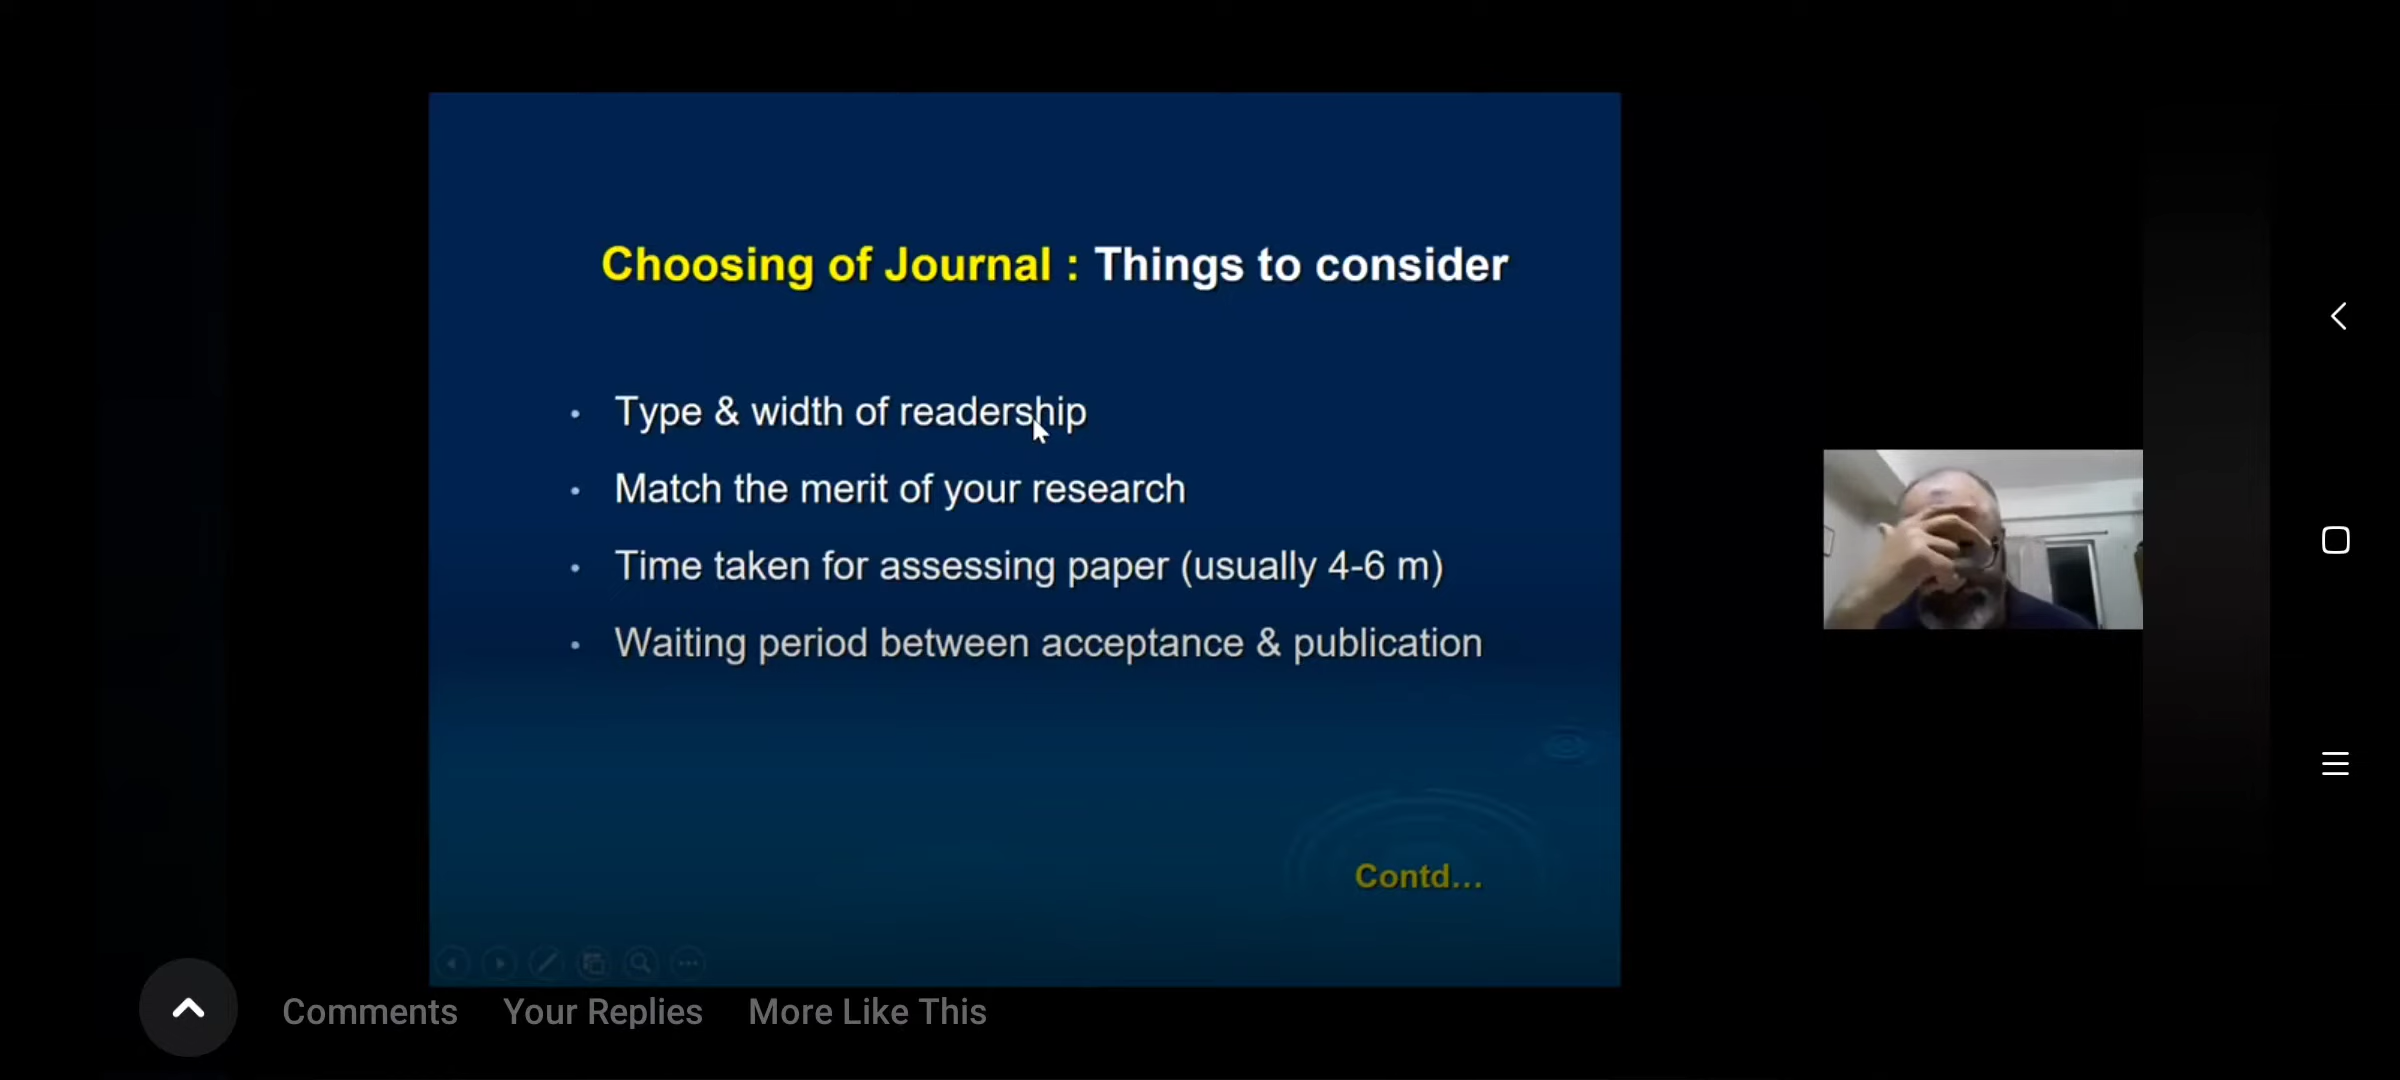 Choosing of Journal : Things to consider
• Type & width of readership
• Match the merit of your research
• Time taken for assessing paper (usually 4-6 m)
• Waiting period between acceptance & publication
Contd...
Comments Your Replies More Like This